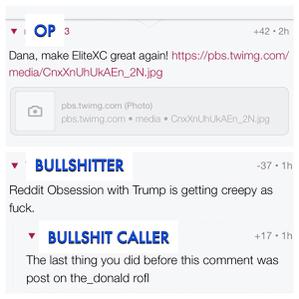 OP
3
+42 • 2h
Dana, make EliteXC great again! https://pbs.twimg.com/
media/CnxXnUhUkAEn_2N.jpg
pbs.twimg.com (Photo)
pbs.twimg.com • media • CnxXnUhUkAEn_2N.jpg
BULLSHITTER
-37 • 1h
Reddit Obsession with Trump is getting creepy as
fuck.
BULLSHIT CALLER
+17 • 1h
The last thing you did before this comment was
post on the_donald rofl